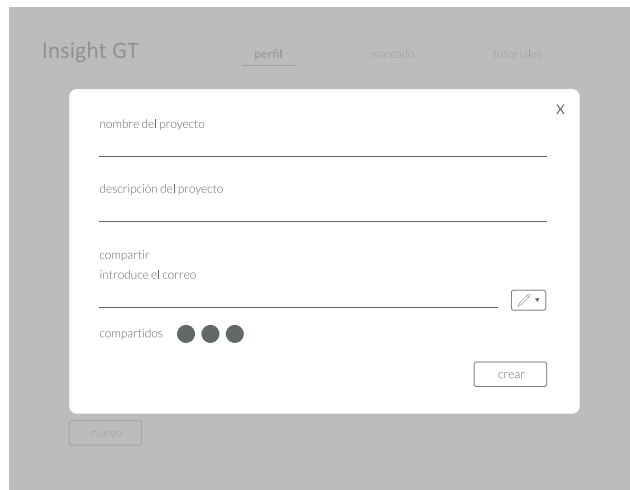 Insight GT
perfil
marcado
tutoriales
X
nombre del proyecto
descripción del proyecto
compartir
introduce el correo
compartidos
crear
nuevo